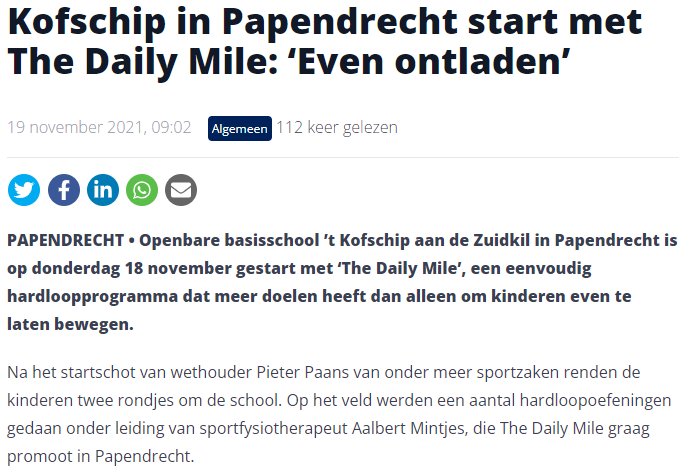 Kofschip in Papendrecht start met
The Daily Mile: ‘Even ontladen’
19 november 2021, 09:02 Algemeen 112 keer gelezen
PAPENDRECHT • Openbare basisschool ’t Kofschip aan de Zuidkil in Papendrecht is
op donderdag 18 november gestart met ‘The Daily Mile’, een eenvoudig
hardloopprogramma dat meer doelen heeft dan alleen om kinderen even te
laten bewegen.
Na het startschot van wethouder Pieter Paans van onder meer sportzaken renden de
kinderen twee rondjes om de school. Op het veld werden een aantal hardloopoefeningen
gedaan onder leiding van sportfysiotherapeut Aalbert Mintjes, die The Daily Mile graag
promoot in Papendrecht.